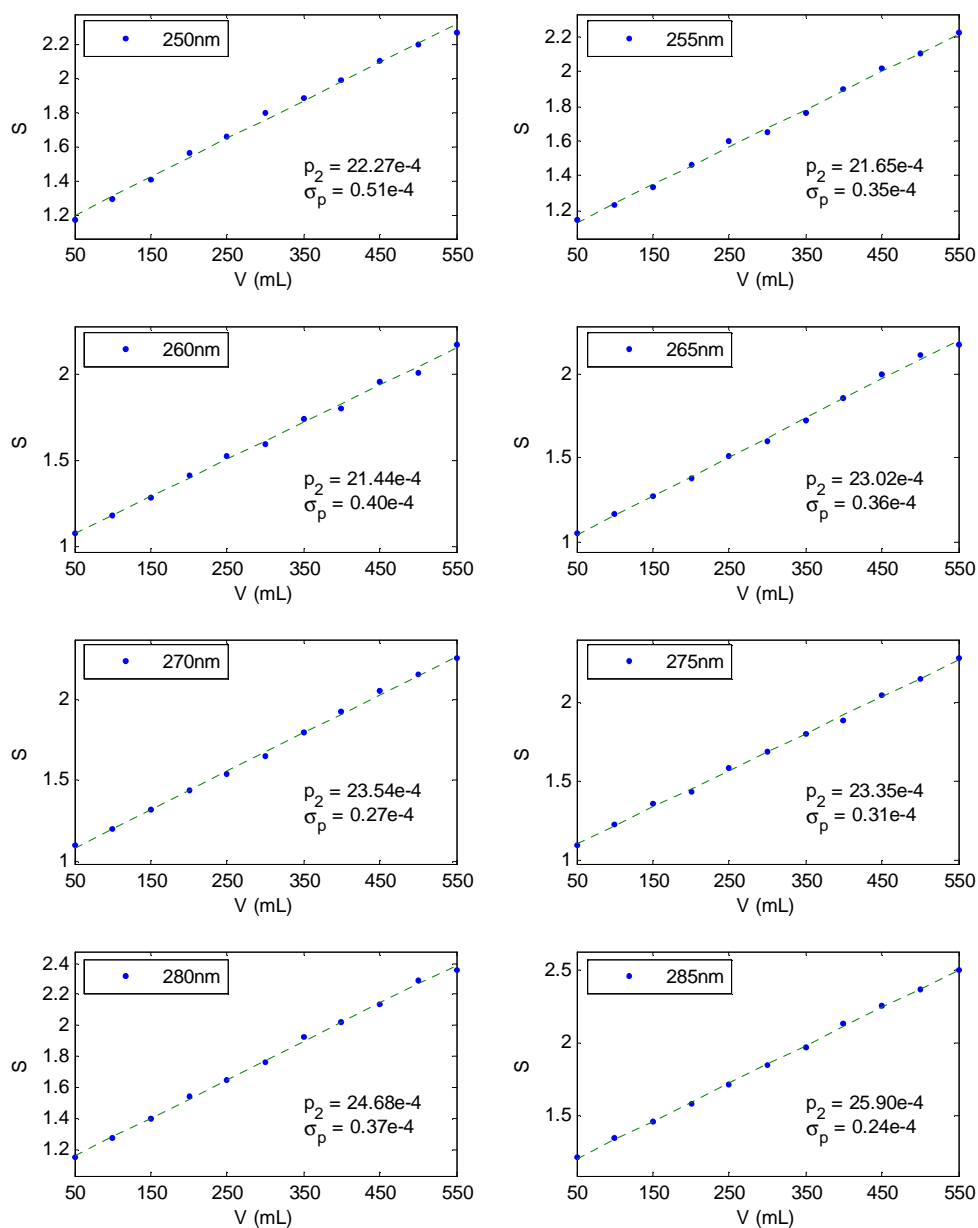 250nm
2.2
2
1.8
1.6
1.4
1.2
S
p2 = 22.27e-4
σp = 0.51e-4
50 150 250 350 450 550
V (mL)
255nm
2.2
2
1.8
1.6
1.4
1.2
S
p2 = 21.65e-4
σp = 0.35e-4
50 150 250 350 450 550
V (mL)
260nm
2
1.5
1
S
p2 = 21.44e-4
σp = 0.40e-4
50 150 250 350 450 550
V (mL)
265nm
2
1.5
1
S
p2 = 23.02e-4
σp = 0.36e-4
50 150 250 350 450 550
V (mL)
270nm
2
1.5
1
S
p2 = 23.54e-4
σp = 0.27e-4
50 150 250 350 450 550
V (mL)
275nm
2
1.5
1
S
p2 = 23.35e-4
σp = 0.31e-4
50 150 250 350 450 550
V (mL)
280nm
2.4
2.2
2
1.8
1.6
1.4
1.2
S
p2 = 24.68e-4
σp = 0.37e-4
50 150 250 350 450 550
V (mL)
285nm
2.5
2
1.5
S
p2 = 25.90e-4
σp = 0.24e-4
50 150 250 350 450 550
V (mL)